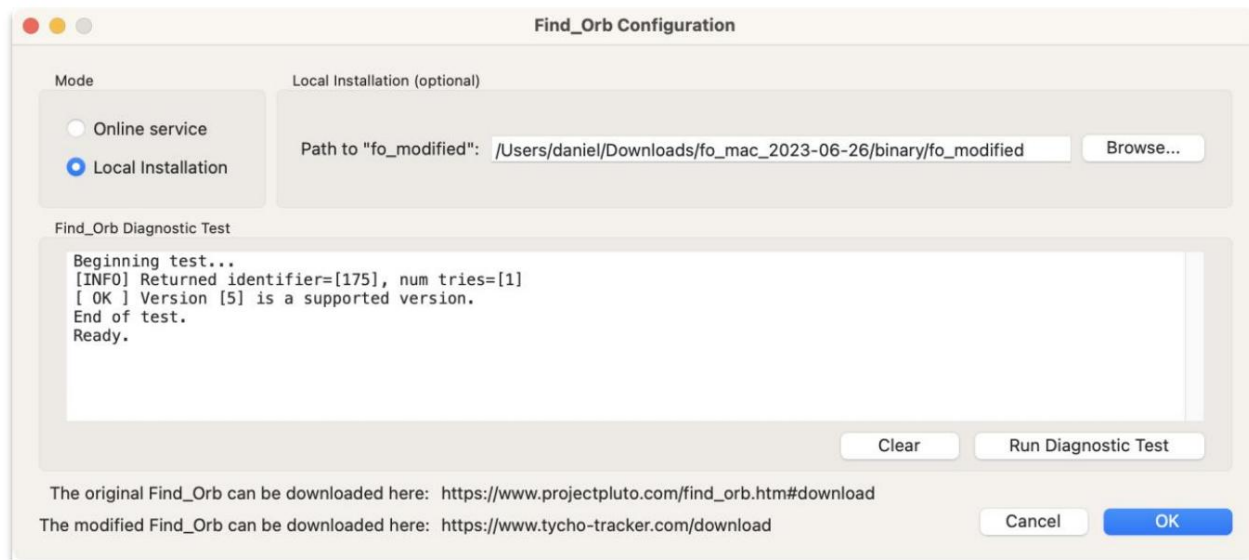 Find_Orb Configuration
Mode
Online service
Local Installation
Local Installation (optional)
Path to "fo_modified": /Users/daniel/Downloads/fo_mac_2023-06-26/binary/fo_modified Browse...
Find_Orb Diagnostic Test
Beginning test...
[INFO] Returned identifier=[175], num tries=[1]
[ OK ] Version [5] is a supported version.
End of test.
Ready.
Clear Run Diagnostic Test
The original Find_Orb can be downloaded here: https://www.projectpluto.com/find_orb.htm#download
The modified Find_Orb can be downloaded here: https://www.tycho-tracker.com/download
Cancel OK